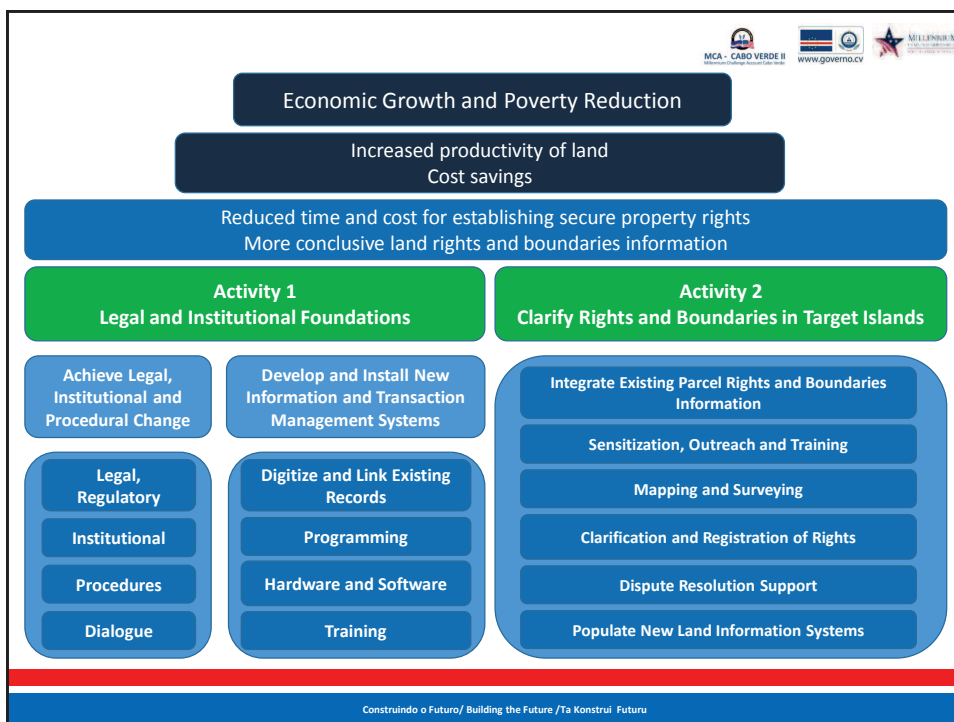 MCA - CABO VERDE II
Millennium Challenge Account Cabo Verde
www.governo.cv
MILLENNIUM
Economic Growth and Poverty Reduction
Increased productivity of land
Cost savings
Reduced time and cost for establishing secure property rights
More conclusive land rights and boundaries information
Activity 1
Legal and Institutional Foundations
Activity 2
Clarify Rights and Boundaries in Target Islands
Achieve Legal,
Institutional and
Procedural Change
Legal,
Regulatory
Institutional
Procedures
Dialogue
Develop and Install New
Information and Transaction
Management Systems
Digitize and Link Existing
Records
Programming
Hardware and Software
Training
Integrate Existing Parcel Rights and Boundaries
Information
Sensitization, Outreach and Training
Mapping and Surveying
Clarification and Registration of Rights
Dispute Resolution Support
Populate New Land Information Systems
Construindo o Futuro/ Building the Future /Ta Konstrui Futuru